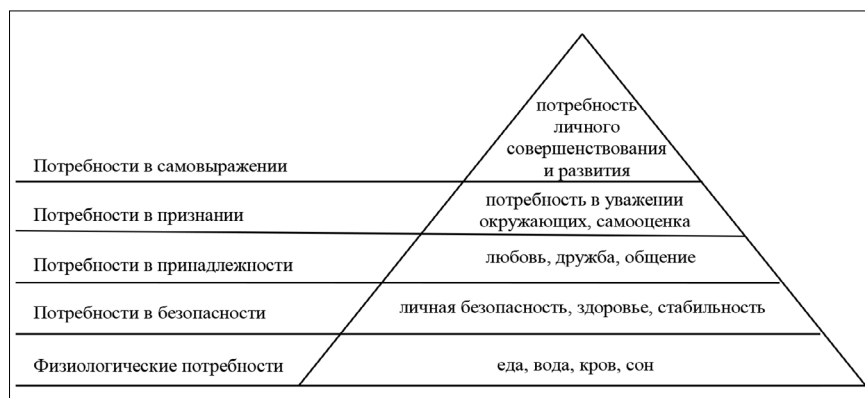 потребность
личного
совершенствования
и развития
Потребности в самовыражении
потребность в уважении
окружающих, самооценка
Потребности в признании
любовь, дружба, общение
Потребности в принадлежности
личная безопасность, здоровье, стабильность
Потребности в безопасности
Физиологические потребности
еда, вода, кров, сон